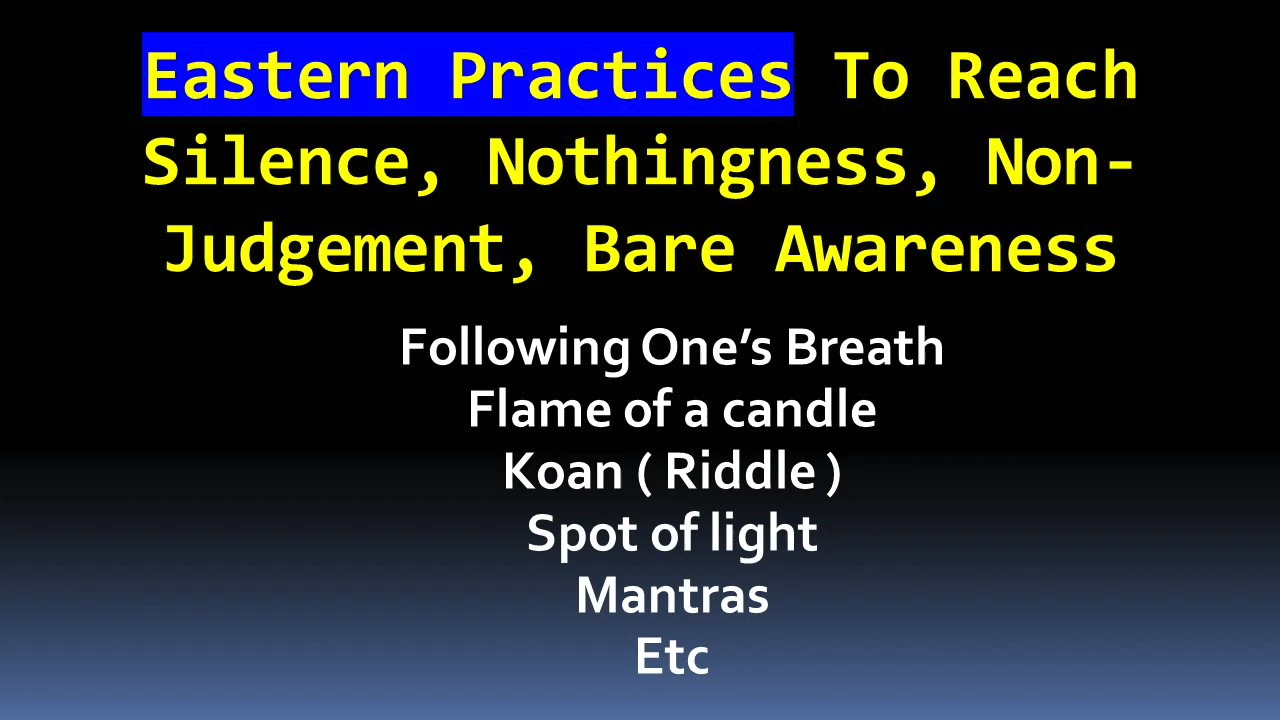 Eastern Practices To Reach
Silence, Nothingness, Non-
Judgement, Bare Awareness
Following One’s Breath
Flame of a candle
Koan ( Riddle )
Spot of light
Mantras
Etc